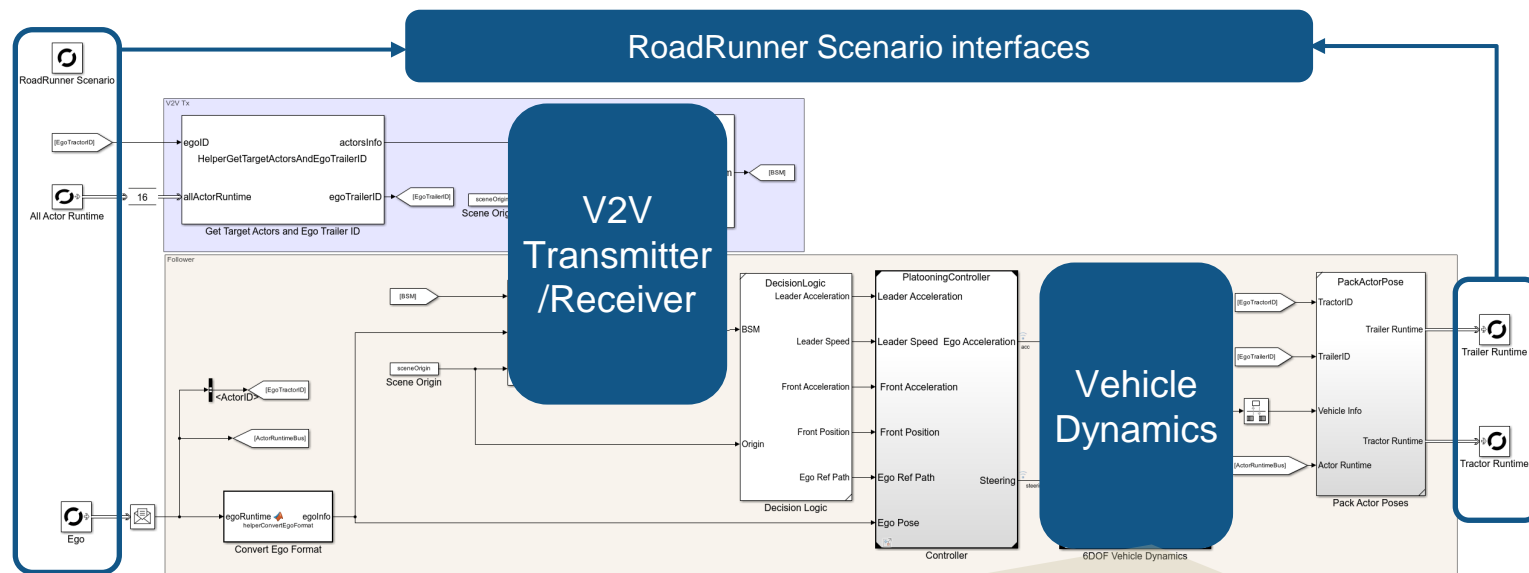 RoadRunner Scenario interfaces
RoadRunner Scenario
V2V Tx
[EgoTractorID]
egoID
actorsInfo
HelperGetTargetActorsAndEgoTrailerID
All Actor Runtime
16
allActorRuntime
egoTrailerID
[EgoTrailerID]
Get Target Actors and Ego Trailer ID
sceneOrigin
[BSM]
V2V
Transmitter
/Receiver
Follower
[BSM]
sceneOrigin
Scene Origin
<ActorID>
[EgoTractorID]
[ActorRuntimeBus]
Ego
egoRuntime
egoInfo
helperConvertEgoFormat
Convert Ego Format
DecisionLogic
Leader Acceleration
BSM
Leader Speed
Front Acceleration
Front Position
Origin
Ego Ref Path
Decision Logic
PlatooningController
Leader Acceleration
Leader Speed
Ego Acceleration
Front Acceleration
Front Position
Ego Ref Path
Steering
Ego Pose
Controller
acc
Vehicle
Dynamics
6DOF Vehicle Dynamics
[EgoTractorID]
[EgoTrailerID]
[ActorRuntimeBus]
PackActorPose
TractorID
Trailer Runtime
TrailerID
Vehicle Info
Tractor Runtime
Actor Runtime
Pack Actor Poses
Trailer Runtime
Tractor Runtime